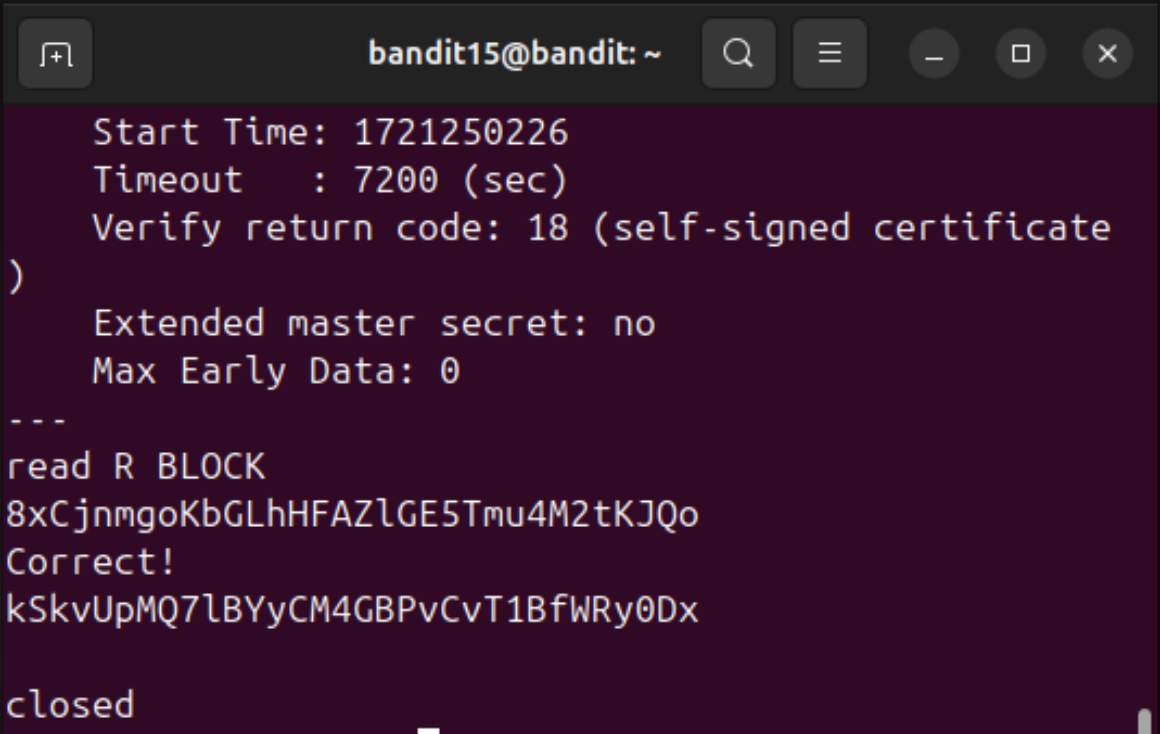 bandit15@bandit: ~
    Start Time: 1721250226
    Timeout   : 7200 (sec)
    Verify return code: 18 (self-signed certificate
)
    Extended master secret: no
    Max Early Data: 0
---
read R BLOCK
8xCjnmgoKbGLhHFAZlGE5Tmu4M2tKJQo
Correct!
kSkvUpMQ7lBYyCM4GBPvCvT1BfWRy0Dx

closed